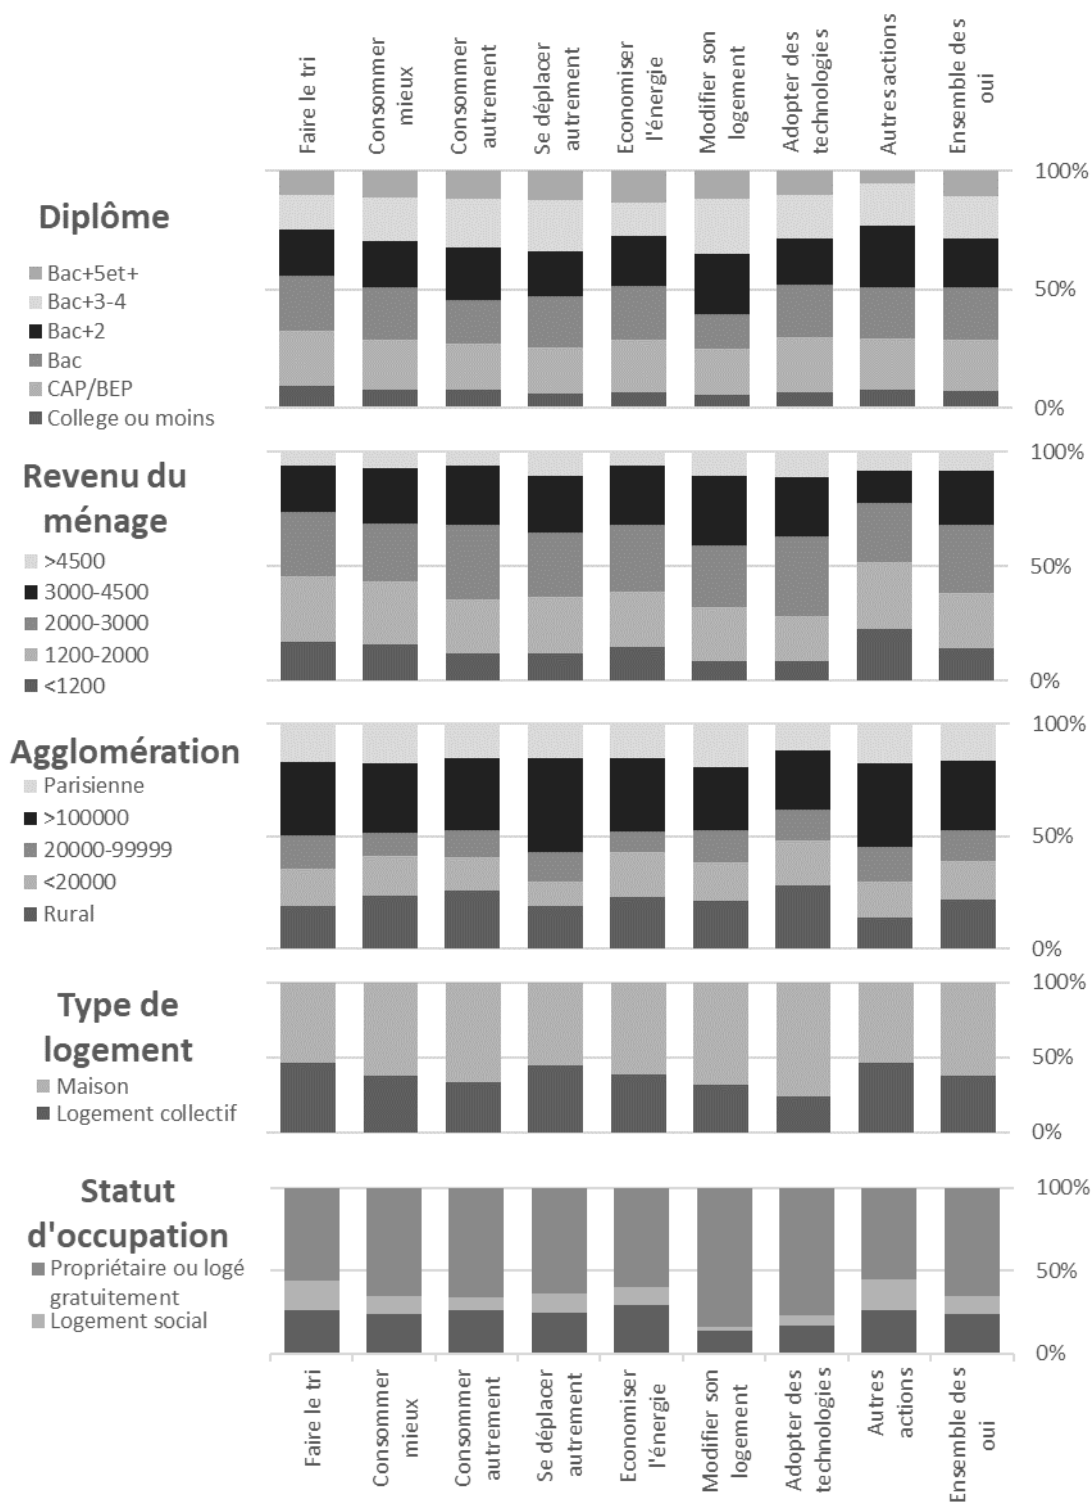 Faire le tri
Consommer
mieux
Consommer
autrement
Se déplacer
autrement
Economiser
l'énergie
Modifier son
logement
Adopter des
technologies
Autres actions
Ensemble des
oui
100%
50%
0%
Diplôme
Bac+5et+
Bac+3-4
Bac+2
Bac
CAP/BEP
College ou moins
100%
50%
0%
Revenu du
ménage
>4500
3000-4500
2000-3000
1200-2000
<1200
100%
50%
0%
Agglomération
Parisienne
>100000
20000-99999
<20000
Rural
100%
50%
0%
Type de
logement
Maison
Logement collectif
100%
50%
0%
Statut
d'occupation
Propriétaire ou logé
gratuitement
Logement social
Faire le tri
Consommer
mieux
Consommer
autrement
Se déplacer
autrement
Economiser
l'énergie
Modifier son
logement
Adopter des
technologies
Autres
actions
Ensemble des
oui